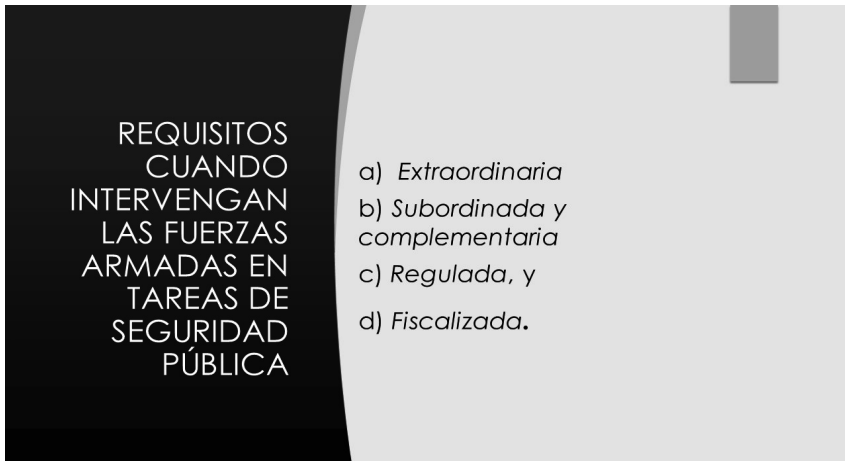 REQUISITOS
CUANDO
INTERVENGAN
LAS FUERZAS
ARMADAS EN
TAREAS DE
SEGURIDAD
PÚBLICA
a) Extraordinaria
b) Subordinada y
complementaria
c) Regulada, y
d) Fiscalizada.